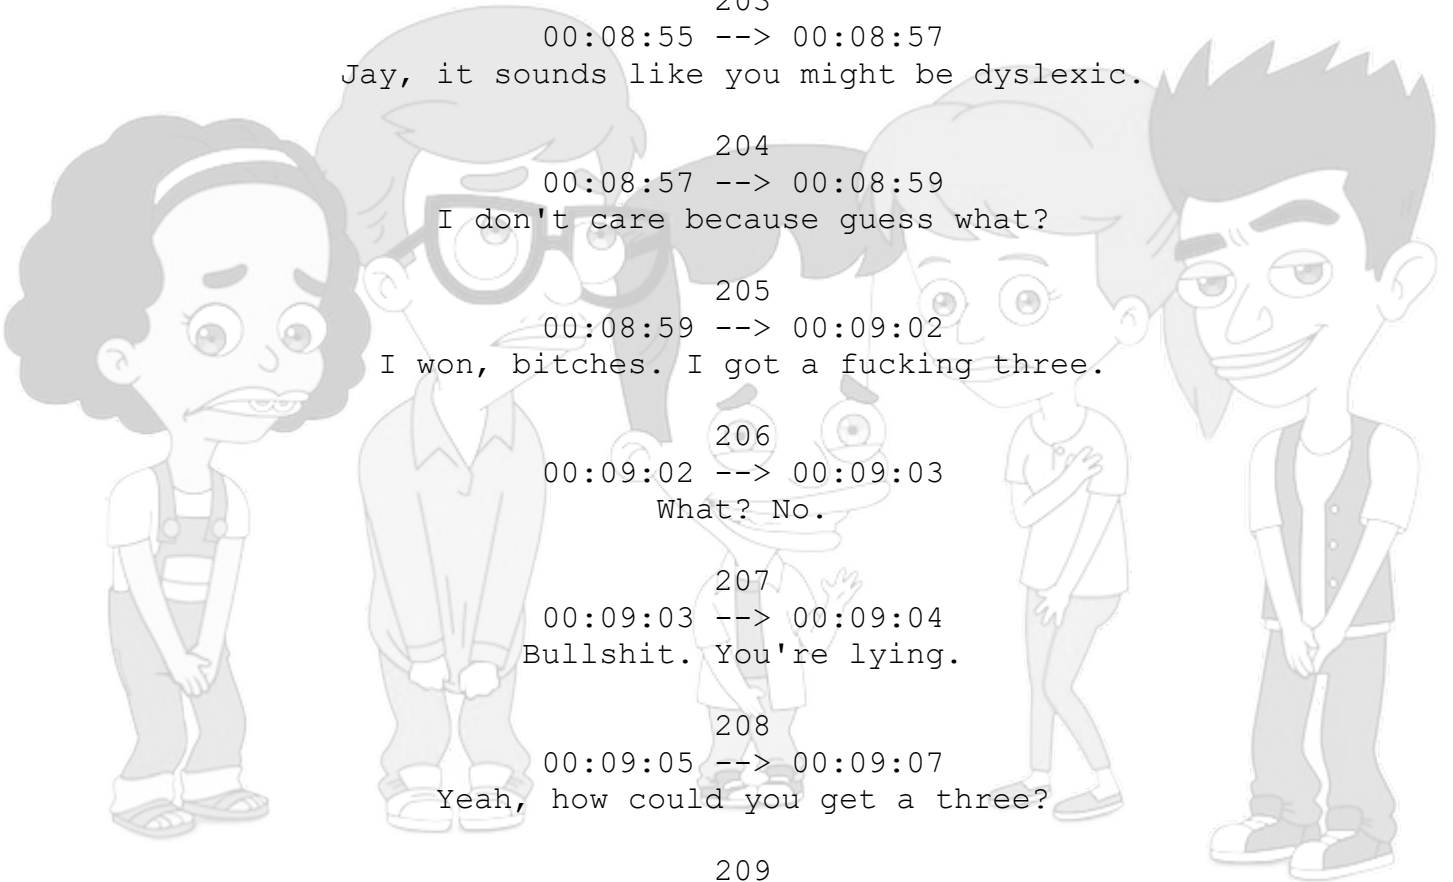 203
00:08:55 --> 00:08:57
Jay, it sounds like you might be dyslexic.
204
00:08:57 --> 00:08:59
I don't care because guess what?
205
00:08:59 --> 00:09:02
I won, bitches. I got a fucking three.
206
00:09:02 --> 00:09:03
What? No.
207
00:09:03 --> 00:09:04
Bullshit. You're lying.
208
00:09:05 --> 00:09:07
Yeah, how could you get a three?
209